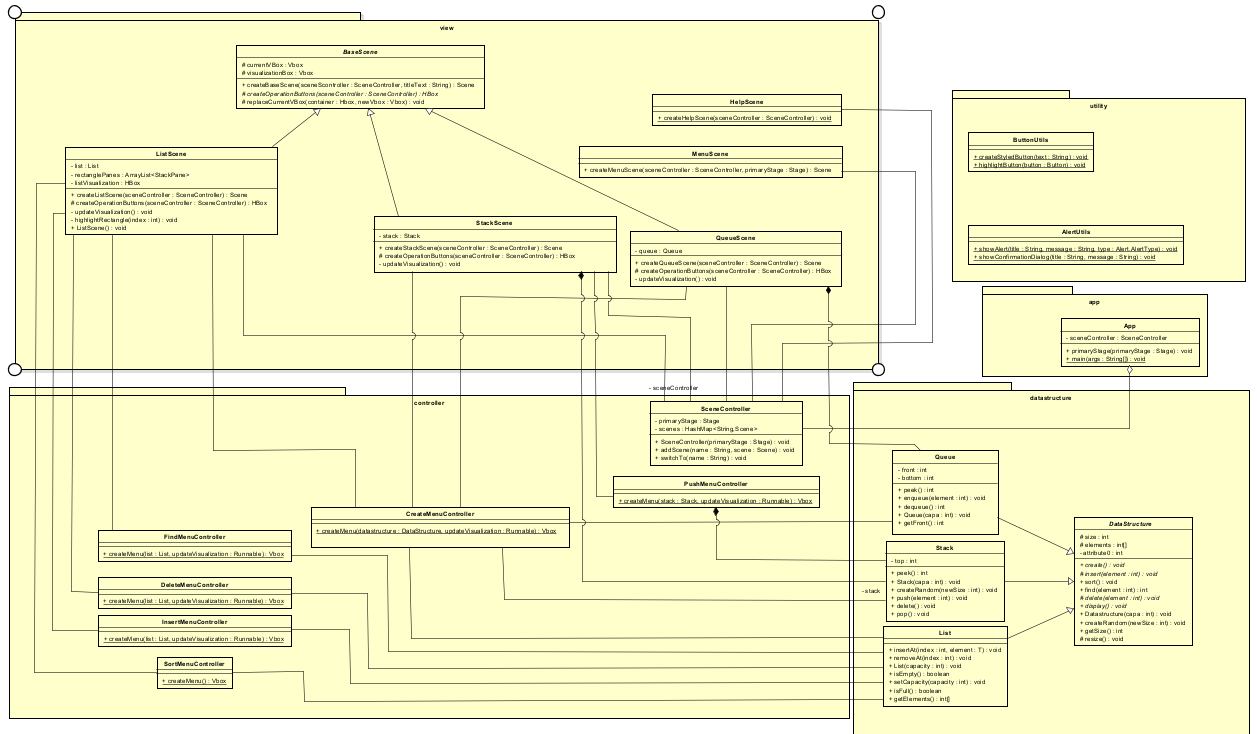 view
BaseScene
# currentVBox : Vbox
# visualizationBox : Vbox
+ createBaseScene(sceneScontroller : SceneController, titleText : String) : Scene
# createOperationButtons(sceneController : SceneController) : HBox
# replaceCurrentVBox(container : Hbox, newVbox : Vbox) : void
HelpScene
+ createHelpScene(sceneController : SceneController) : void
MenuScene
+ createMenuScene(sceneController : SceneController, primaryStage : Stage) : Scene
ListScene
- list : List
- rectanglePanes : ArrayList<StackPane>
- listVisualization : HBox
+ createListScene(sceneController : SceneController) : Scene
# createOperationButtons(sceneController : SceneController) : HBox
- updateVisualization() : void
- highlightRectangle(index : int) : void
+ ListScene() : void
StackScene
- stack : Stack
+ createStackScene(sceneController : SceneController) : Scene
# createOperationButtons(sceneController : SceneController) : HBox
- updateVisualization() : void
QueueScene
- queue : Queue
+ createQueueScene(sceneController : SceneController) : Scene
# createOperationButtons(sceneController : SceneController) : HBox
- updateVisualization() : void
utility
ButtonUtils
+ createStyledButton(text : String) : void
+ highlightButton(button : Button) : void
AlertUtils
+ showAlert(title : String, message : String, type : Alert.AlertType) : void
+ showConfirmationDialog(title : String, message : String) : void
app
App
- sceneController : SceneController
+ primaryStage(primaryStage : Stage) : void
+ main(args : String[]) : void
controller
- sceneController
SceneController
- primaryStage : Stage
- scenes : HashMap<String,Scene>
+ SceneController(primaryStage : Stage) : void
+ addScene(name : String, scene : Scene) : void
+ switchTo(name : String) : void
PushMenuController
+ createMenu(stack : Stack, updateVisualization : Runnable) : Vbox
CreateMenuController
+ createMenu(datastructure : DataStructure, updateVisualization : Runnable) : Vbox
FindMenuController
+ createMenu(list : List, updateVisualization : Runnable) : Vbox
DeleteMenuController
+ createMenu(list : List, updateVisualization : Runnable) : Vbox
InsertMenuController
+ createMenu(list : List, updateVisualization : Runnable) : Vbox
SortMenuController
+ createMenu() : Vbox
datastructure
Queue
- front : int
- bottom : int
+ peek() : int
+ enqueue(element : int) : void
+ dequeue() : int
+ Queue(capa : int) : void
+ getFront() : int
Stack
- top : int
+ peek() : int
+ Stack(capa : int) : void
+ createRandom(newSize : int) : void
+ push(element : int) : void
+ delete() : void
+ pop() : void
- stack
List
+ insertAt(index : int, element : T) : void
+ removeAt(index : int) : void
+ List(capacity : int) : void
+ isEmpty() : boolean
+ setCapacity(capacity : int) : void
+ isFull() : boolean
+ getElements() : int[]
DataStructure
# size : int
# elements : int[]
- attribute0 : int
+ create() : void
# insert(element : int) : void
+ sort() : void
+ find(element : int) : int
# delete(element : int) : void
+ display() : void
+ Datastructure(capa : int) : void
+ createRandom(newSize : int) : void
+ getSize() : int
# resize() : void